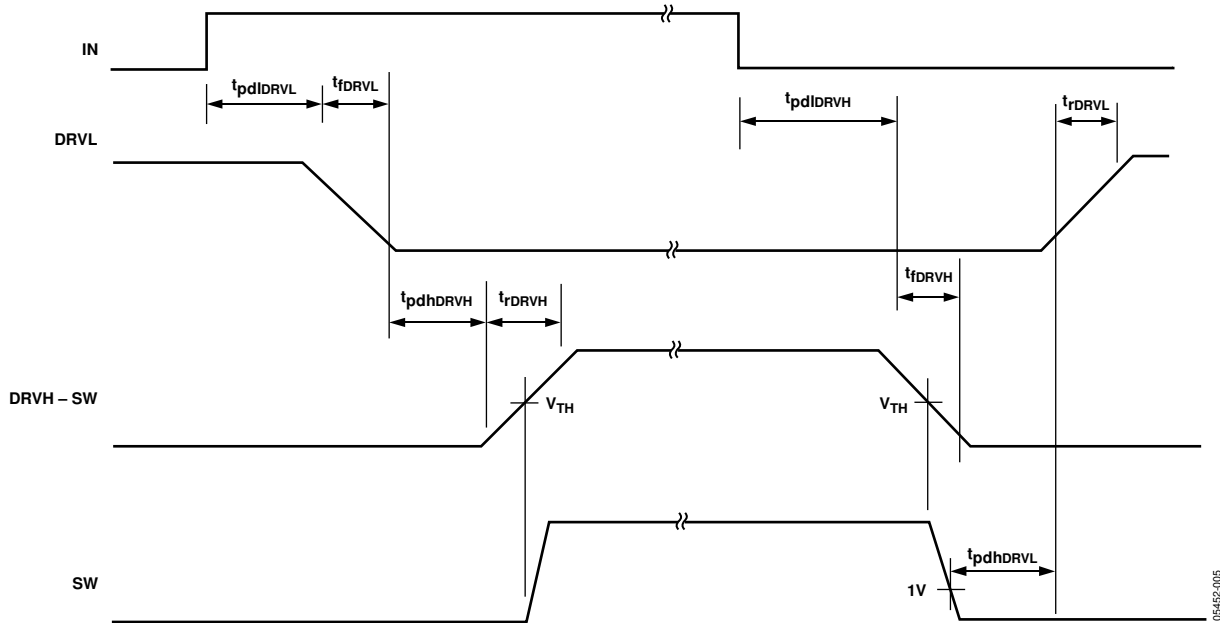 IN
tpdlDRVL
tfDRVL
tpdlDRVH
trDRVL
DRVL
tfDRVH
tpdhDRVH
trDRVH
DRVH – SW
VTH
VTH
tpdhDRVL
SW
1V
05452-005